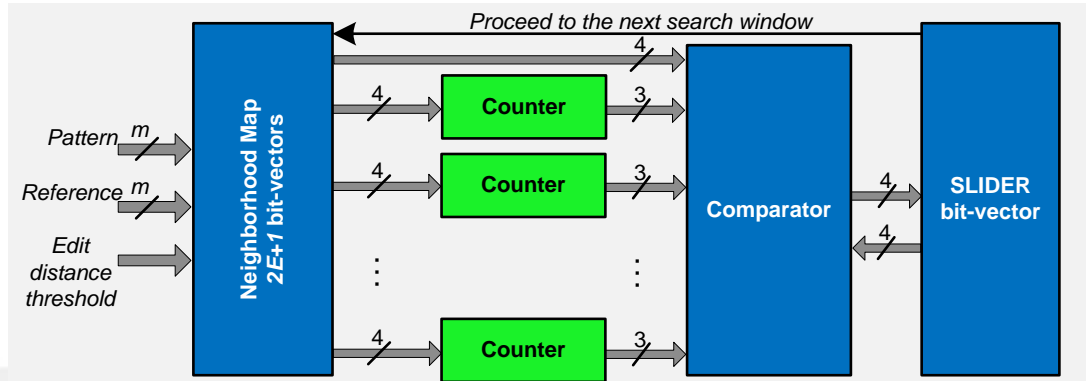 Proceed to the next search window
Pattern
m
Reference
m
Edit
distance
threshold
Neighborhood Map
2E+1 bit-vectors
4
4
Counter
3
4
Counter
3
⋮
⋮
4
Counter
3
Comparator
4
4
SLIDER
bit-vector